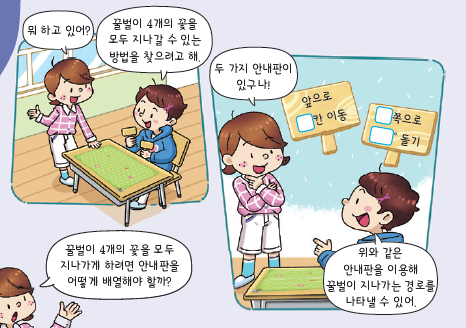 뭐 하고 있어?
꿀벌이 4개의 꽃을
모두 지나갈 수 있는
방법을 찾으려고 해.
두 가지 안내판이
있구나!
앞으로
칸 이동
쪽으로
돌기
위와 같은
안내판을 이용해
꿀벌이 지나가는 경로를
나타낼 수 있어.
꿀벌이 4개의 꽃을 모두
지나가게 하려면 안내판을
어떻게 배열해야 할까?